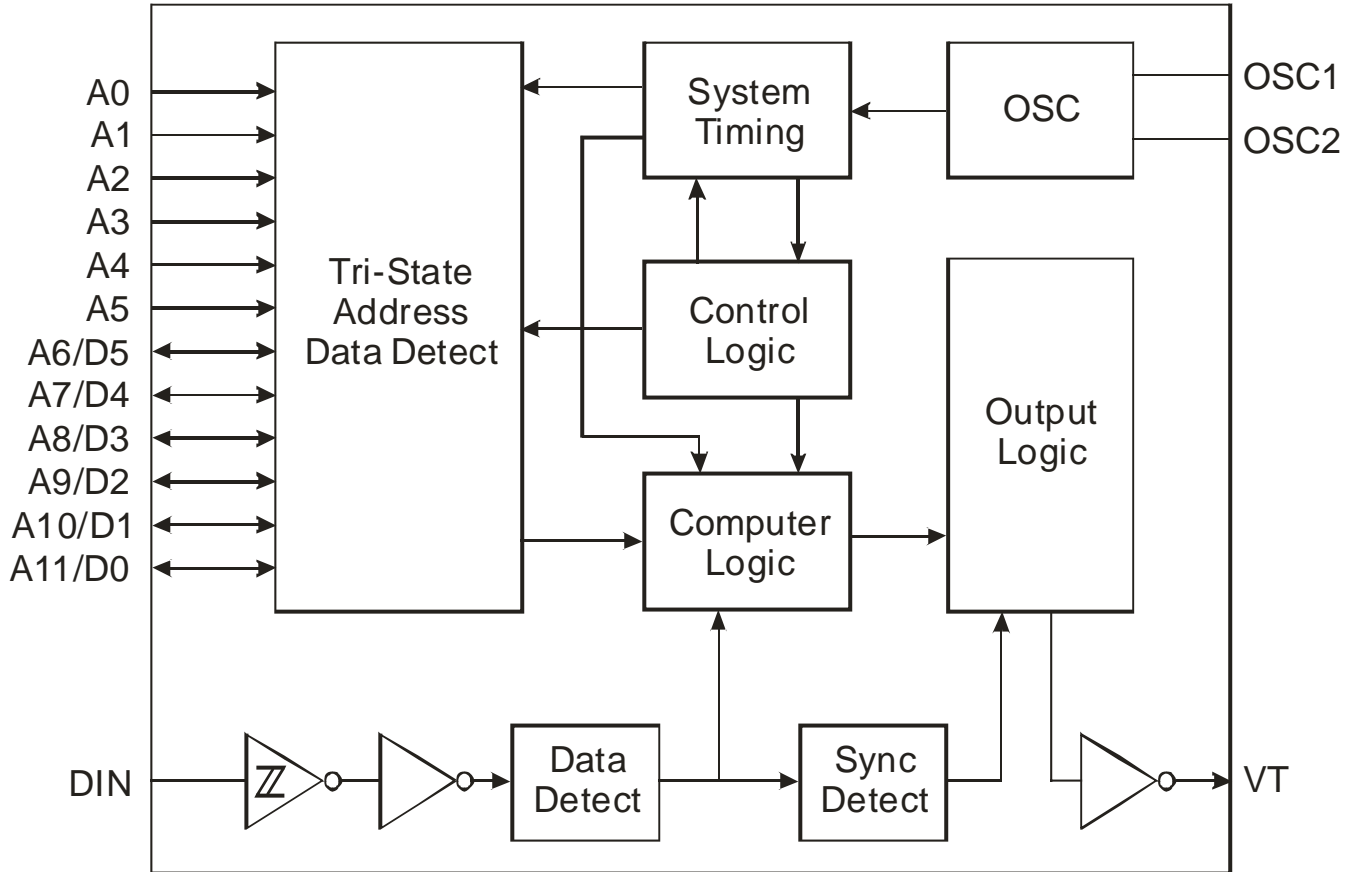 A0
A1
A2
A3
A4
A5
A6/D5
A7/D4
A8/D3
A9/D2
A10/D1
A11/D0
DIN
Tri-State
Address
Data Detect
System
Timing
OSC
OSC1
OSC2
Control
Logic
Output
Logic
Computer
Logic
Data
Detect
Sync
Detect
VT